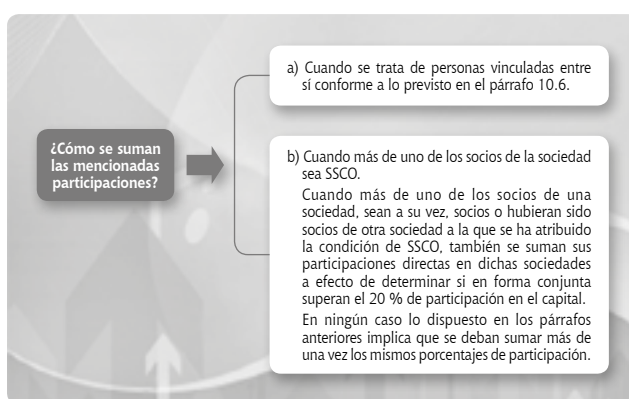 ¿Cómo se suman
las mencionadas
participaciones?
a) Cuando se trata de personas vinculadas entre
sí conforme a lo previsto en el párrafo 10.6.
b) Cuando más de uno de los socios de la sociedad
sea SSCO.
Cuando más de uno de los socios de una
sociedad, sean a su vez, socios o hubieran sido
socios de otra sociedad a la que se ha atribuido
la condición de SSCO, también se suman sus
participaciones directas en dichas sociedades
a efecto de determinar si en forma conjunta
superan el 20 % de participación en el capital.
En ningún caso lo dispuesto en los párrafos
anteriores implica que se deban sumar más de
una vez los mismos porcentajes de participación.